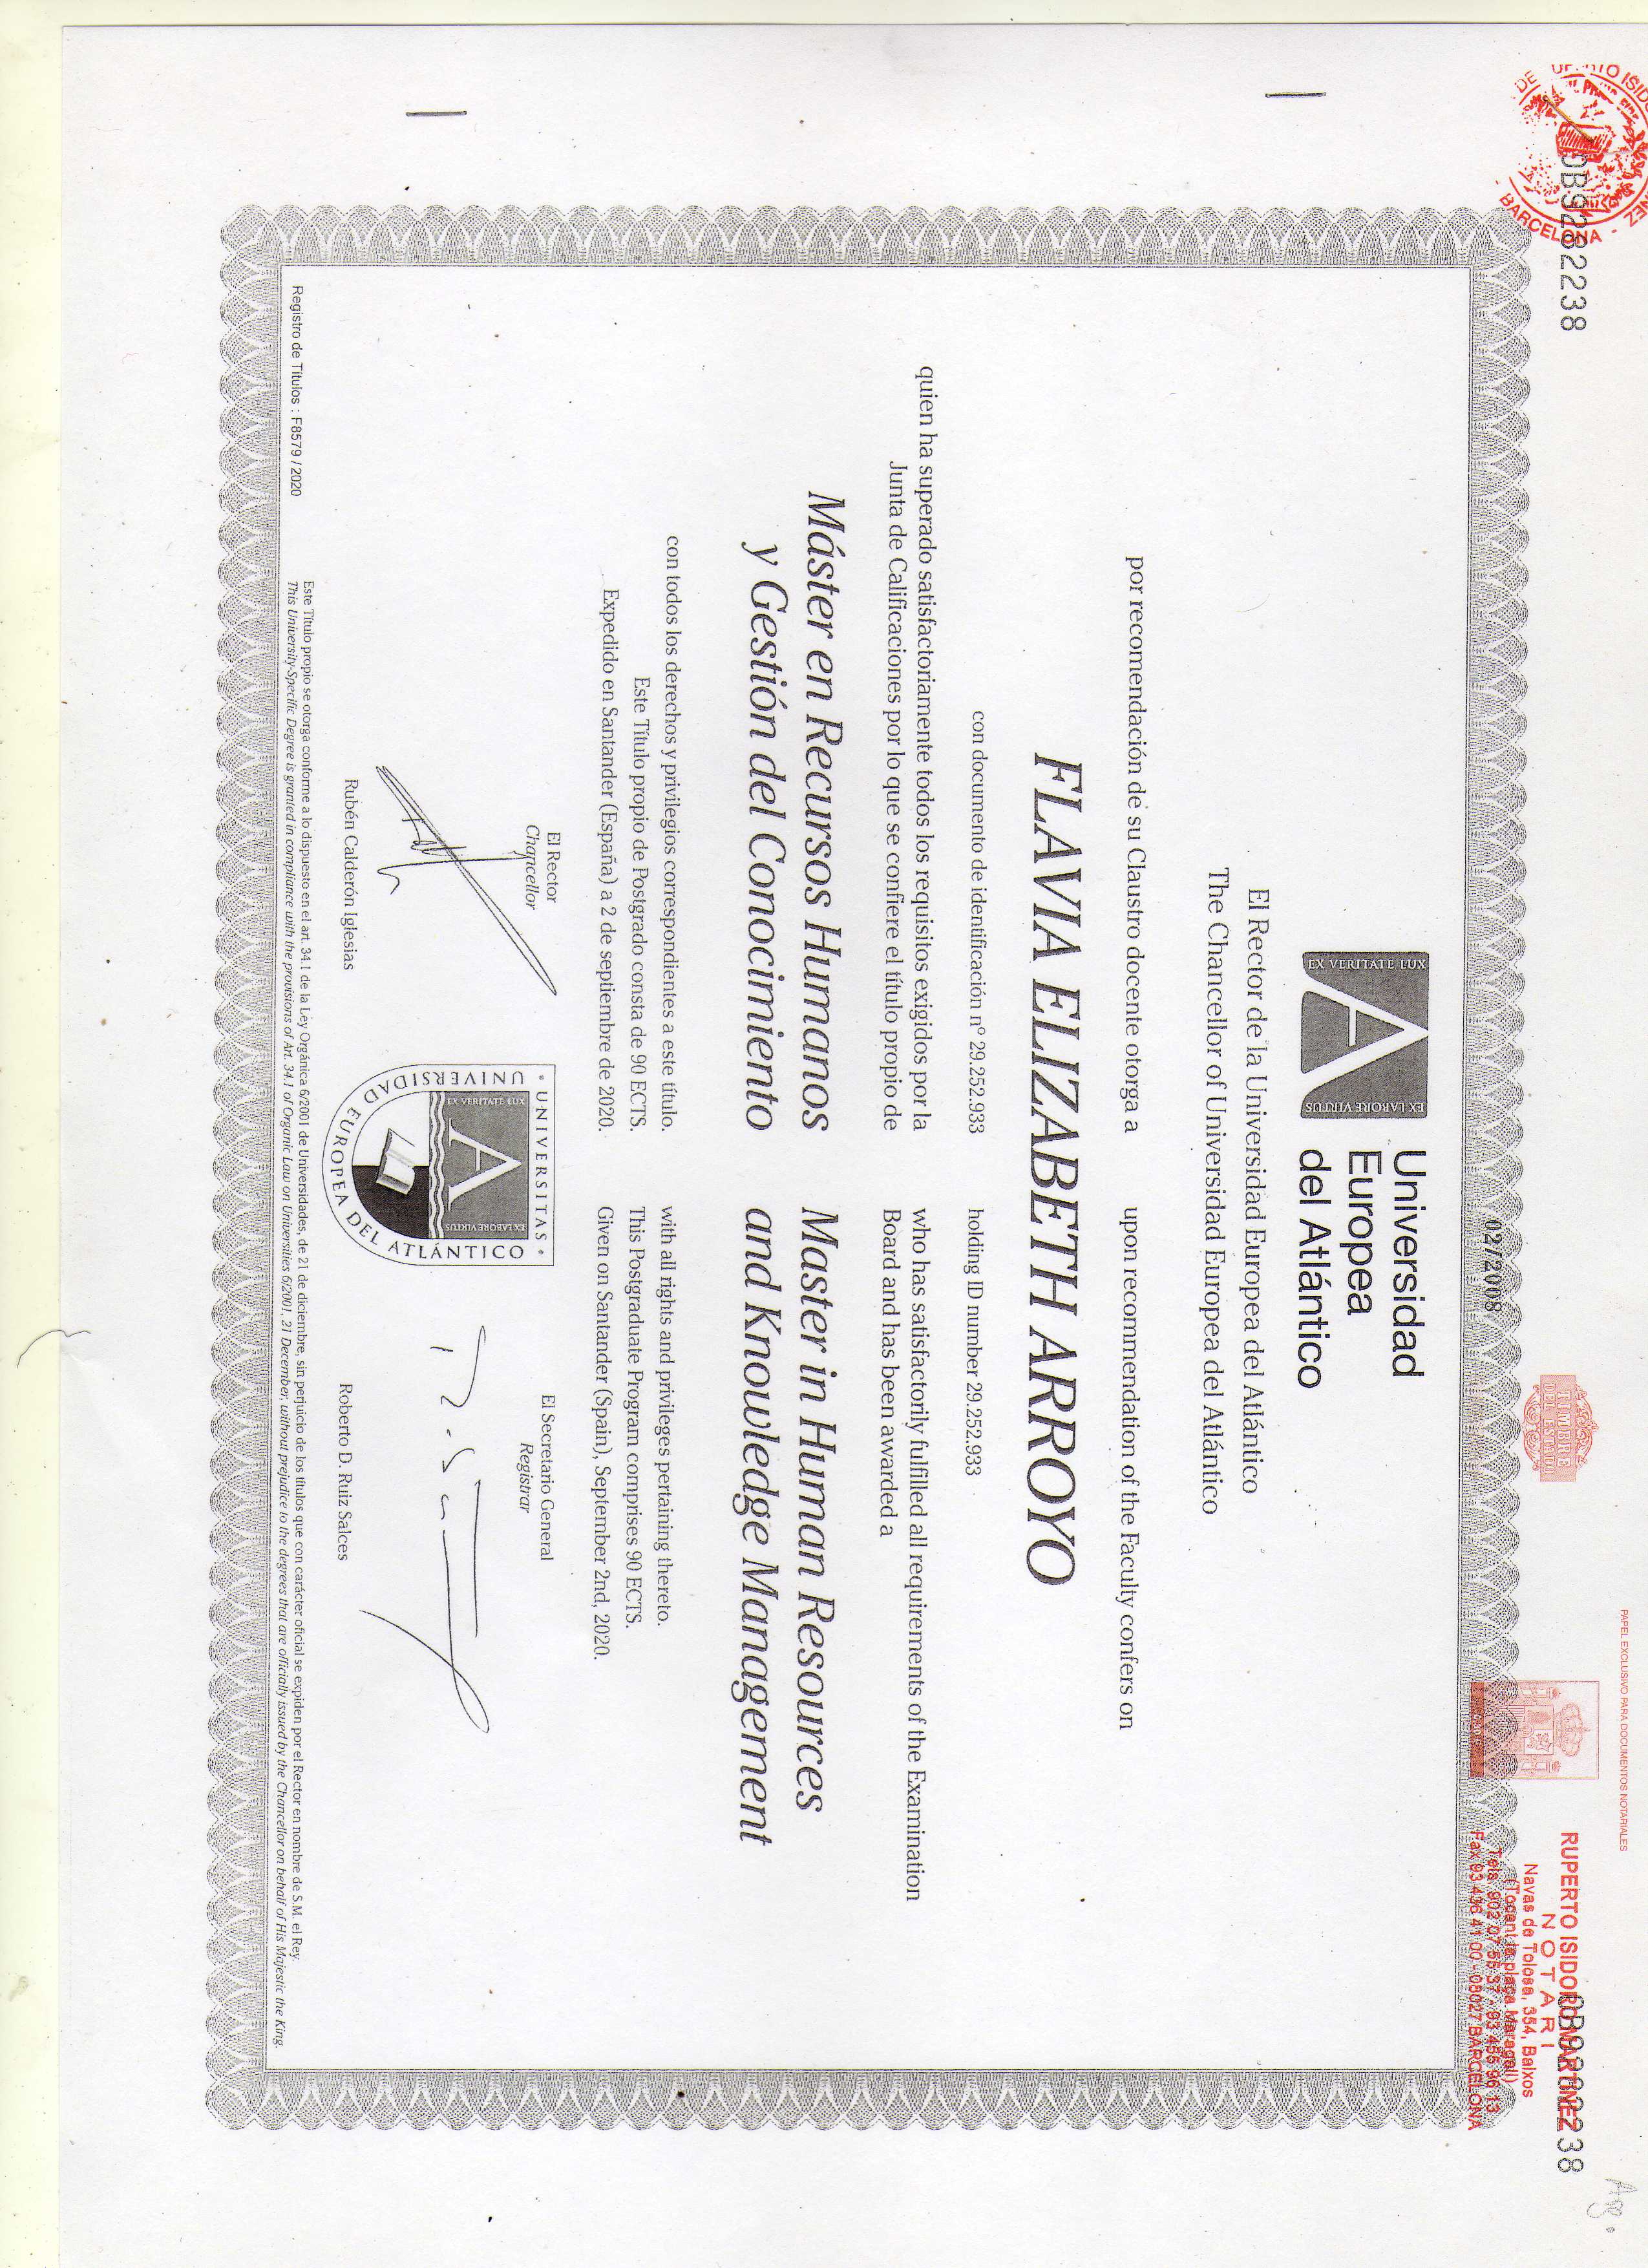 PAPEL EXCLUSIVO PARA DOCUMENTOS NOTARIALES
Agg.
BARCELONA
0B9282238
TIMBRE
DEL ESTADO
0B9282238
RUPERTO ISIDORO MARTINEZ
NOTARI
Navas de Tolosa, 354, Baixos
(Tocant la plaça Maragall)
Tels. 902 07 55 37 - 93 455 96 13
Fax 93 436 41 00 - 08027 BARCELONA
02/2008
EX VERITATE LUX
A
EX LABORE VIRTUS
Universidad
Europea
del Atlántico
El Rector de la Universidad Europea del Atlántico
The Chancellor of Universidad Europea del Atlántico
por recomendación de su Claustro docente otorga a
upon recommendation of the Faculty confers on
FLAVIA ELIZABETH ARROYO
con documento de identificación nº 29.252.933
holding ID number 29.252.933
quien ha superado satisfactoriamente todos los requisitos exigidos por la
Junta de Calificaciones por lo que se confiere el título propio de
who has satisfactorily fulfilled all requirements of the Examination
Board and has been awarded a
Máster en Recursos Humanos
y Gestión del Conocimiento
Master in Human Resources
and Knowledge Management
con todos los derechos y privilegios correspondientes a este título.
Este Título propio de Postgrado consta de 90 ECTS.
Expedido en Santander (España) a 2 de septiembre de 2020.
with all rights and privileges pertaining thereto.
This Postgraduate Program comprises 90 ECTS.
Given on Santander (Spain), September 2nd, 2020.
El Rector
Chancellor
Rubén Calderón Iglesias
UNIVERSITAS
UNIVERSIDAD EUROPEA DEL ATLÁNTICO
EX VERITATE LUX
A
EX LABORE VIRTUS
El Secretario General
Registrar
Roberto D. Ruiz Salces
Registro de Títulos : F8579 / 2020
Este Título propio se otorga conforme a lo dispuesto en el art. 34.1 de la Ley Orgánica 6/2001 de Universidades, de 21 de diciembre, sin perjuicio de los títulos que con carácter oficial se expiden por el Rector en nombre de S.M. el Rey.
This University-Specific Degree is granted in compliance with the provisions of Art. 34.1 of Organic Law on Universities 6/2001, 21 December, without prejudice to the degrees that are officially issued by the Chancellor on behalf of His Majestic the King.